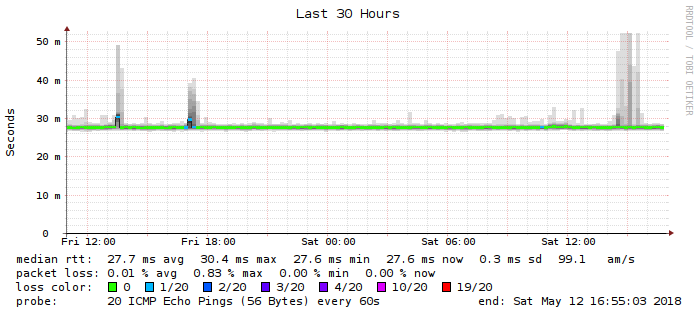 Last 30 Hours
RRDTOOL / TOBI OETIKER
Seconds
50 m
40 m
30 m
20 m
10 m
0
Fri 12:00 Fri 18:00 Sat 00:00 Sat 06:00 Sat 12:00
median rtt: 27.7 ms avg 30.4 ms max 27.6 ms min 27.6 ms now 0.3 ms sd 99.1 am/s
packet loss: 0.01 % avg 0.83 % max 0.00 % min 0.00 % now
loss color: 0 1/20 2/20 3/20 4/20 10/20 19/20
probe: 20 ICMP Echo Pings (56 Bytes) every 60s end: Sat May 12 16:55:03 2018